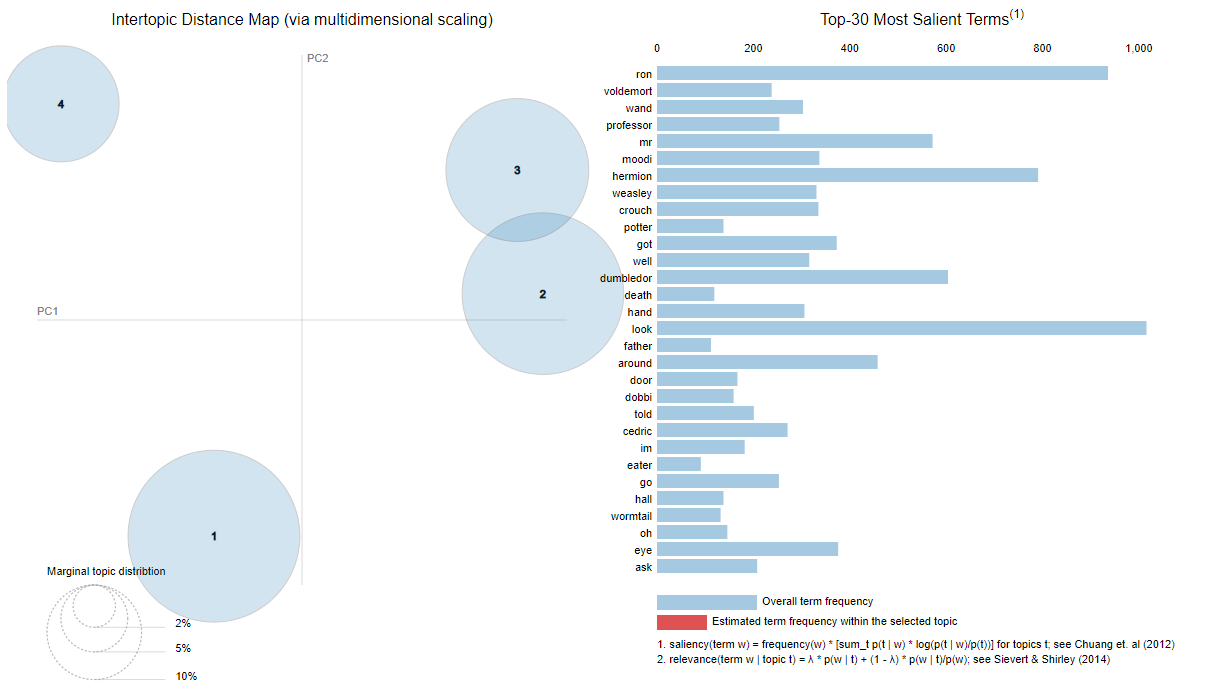 Intertopic Distance Map (via multidimensional scaling)
PC2
PC1
4
3
2
1
Marginal topic distribtion
2%
5%
10%
Top-30 Most Salient Terms(1)
0 200 400 600 800 1,000
ron
voldemort
wand
professor
mr
moodi
hermion
weasley
crouch
potter
got
well
dumbledor
death
hand
look
father
around
door
dobbi
told
cedric
im
eater
go
hall
wormtail
oh
eye
ask
Overall term frequency
Estimated term frequency within the selected topic
1. saliency(term w) = frequency(w) * [sum_t p(t | w) * log(p(t | w)/p(t))] for topics t; see Chuang et. al (2012)
2. relevance(term w | topic t) = λ * p(w | t) + (1 - λ) * p(w | t)/p(w); see Sievert & Shirley (2014)